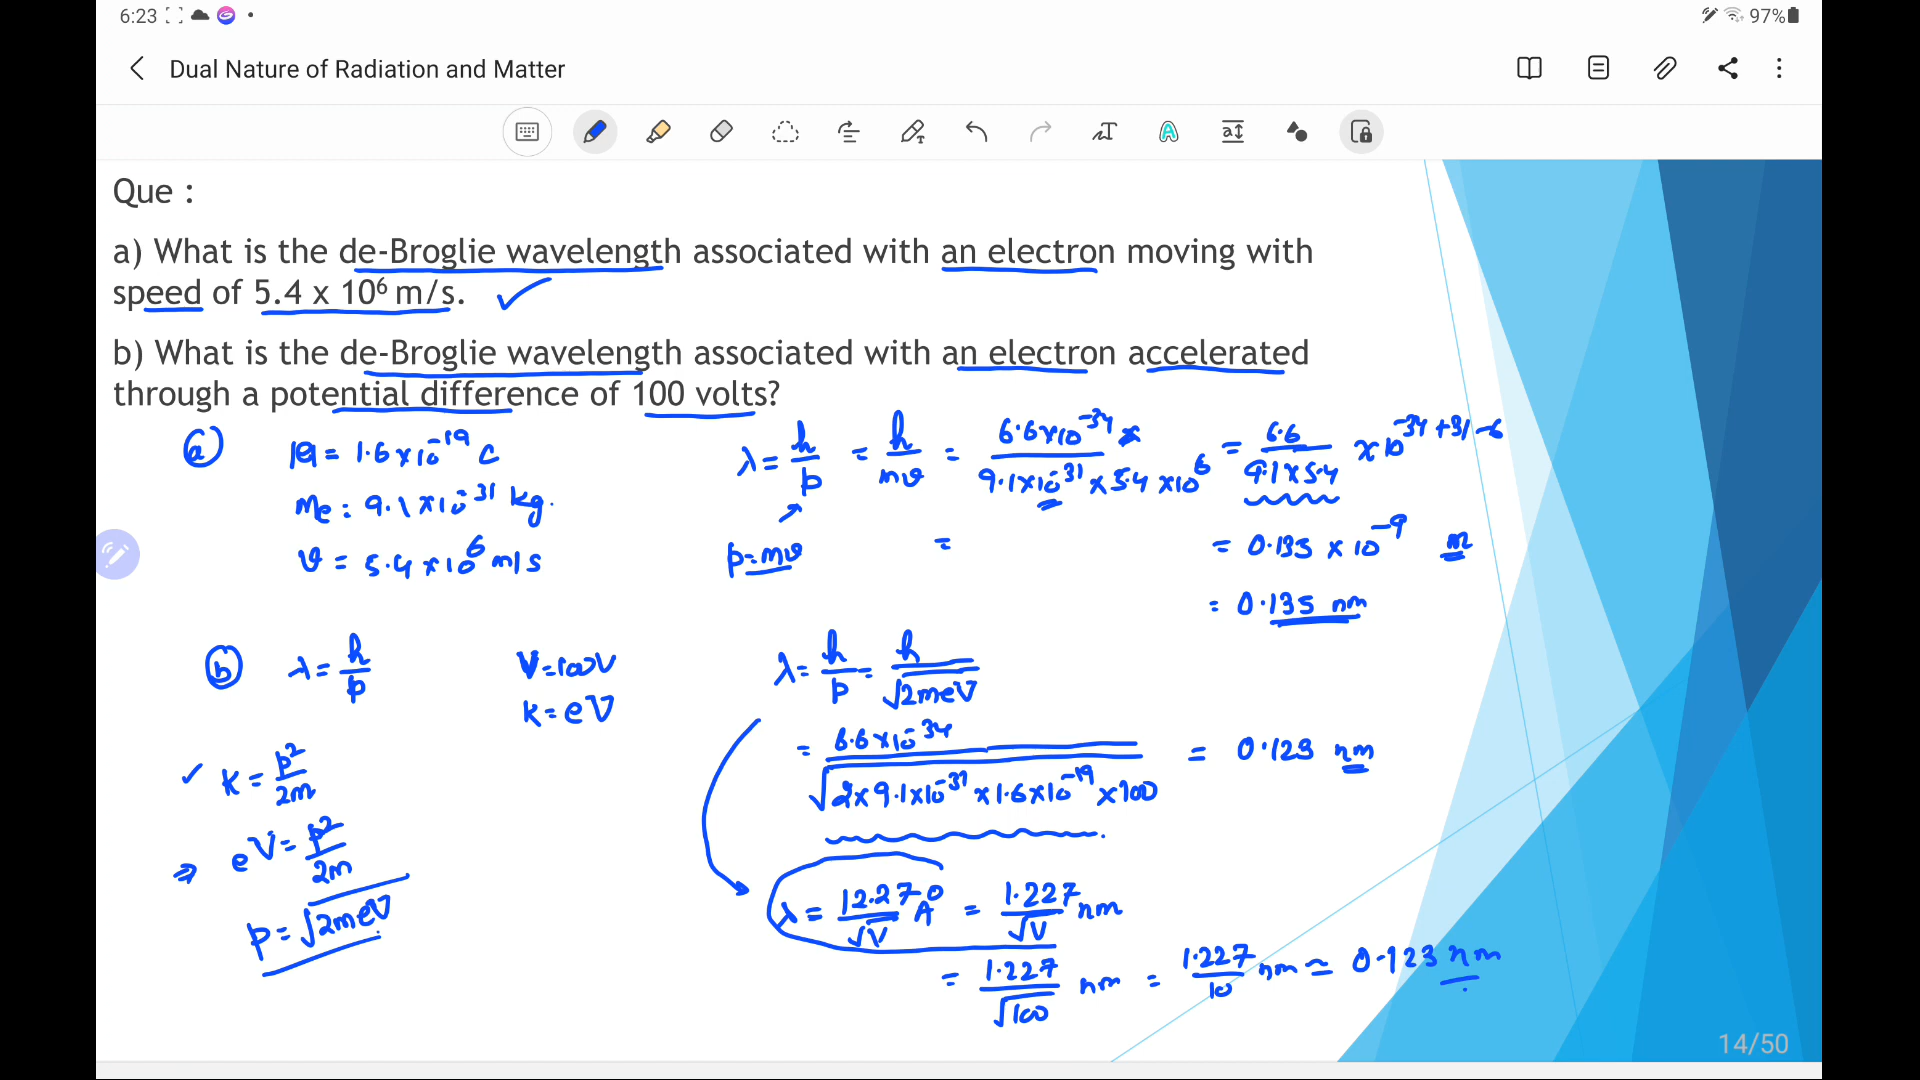 6:23
97%
Dual Nature of Radiation and Matter
Que :
a) What is the de-Broglie wavelength associated with an electron moving with
speed of 5.4 x 10⁶ m/s. ✓
b) What is the de-Broglie wavelength associated with an electron accelerated
through a potential difference of 100 volts?
(a)
|e| = 1.6 × 10⁻¹⁹ C
me = 9.1 × 10⁻³¹ kg.
v = 5.4 × 10⁶ m/s
λ = h/p = h/mv = 6.6×10⁻³⁴ / 9.1×10⁻³¹ × 5.4 × 10⁶ = 6.6 / 9.1×5.4 × 10⁻³⁴⁺³¹⁻⁶
p = mv
=
= 0.135 × 10⁻⁹ m
= 0.135 nm
(b) λ = h/p
V = 100V
K = eV
✓ K = p²/2m
⇒ eV = p²/2m
p = √2meV
λ = h/p = h/√2meV
= 6.6×10⁻³⁴ / √2×9.1×10⁻³¹×1.6×10⁻¹⁹×100 = 0.123 nm
λ = 12.27/√V A° = 1.227/√V nm
= 1.227/√100 nm = 1.227/10 nm ≈ 0.123 nm
14/50